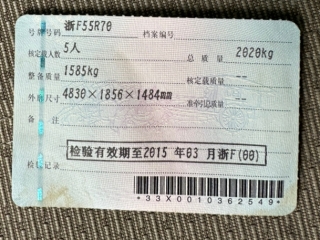 号牌号码 浙F55R70 档案编号
核定载人数 5人 总质量 2020kg
整备质量 1585kg 核定载质量 --
外廓尺寸 4830×1856×1484mm 准牵引总质量 --
备注
检验有效期至2015 年03 月浙F(00)
检验记录
*33X0010362549*